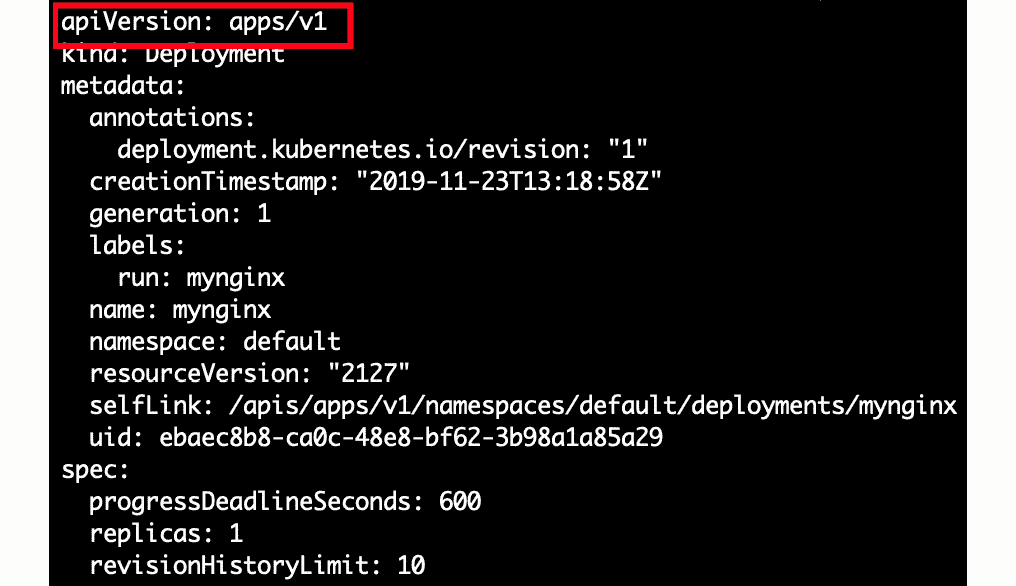 apiVersion: apps/v1
kind: Deployment
metadata:
  annotations:
    deployment.kubernetes.io/revision: "1"
  creationTimestamp: "2019-11-23T13:18:58Z"
  generation: 1
  labels:
    run: mynginx
  name: mynginx
  namespace: default
  resourceVersion: "2127"
  selfLink: /apis/apps/v1/namespaces/default/deployments/mynginx
  uid: ebaec8b8-ca0c-48e8-bf62-3b98a1a85a29
spec:
  progressDeadlineSeconds: 600
  replicas: 1
  revisionHistoryLimit: 10